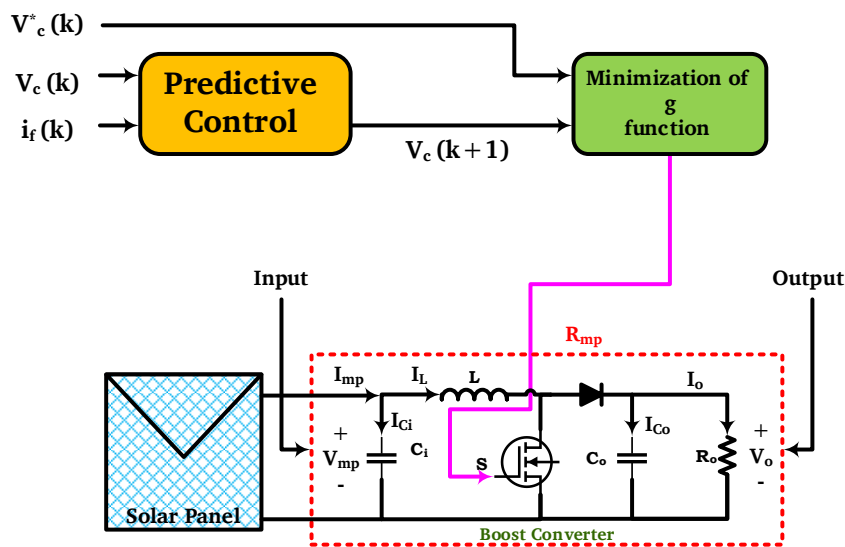 V*c(k)
Vc(k)
if(k)
Predictive
Control
Vc(k+1)
Minimization of
g
function
Input
Output
Rmp
Imp
IL
L
Io
ICi
+
Vmp
-
Ci
S
Co
ICo
Ro
+
Vo
-
Solar Panel
Boost Converter